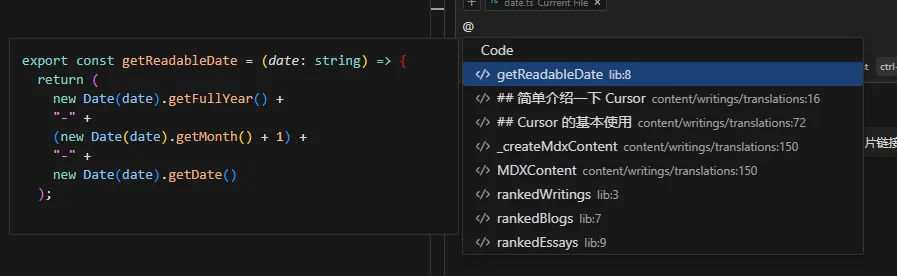 date.ts Current File
@
export const getReadableDate = (date: string) => {
return (
new Date(date).getFullYear() +
"-" +
(new Date(date).getMonth() + 1) +
"-" +
new Date(date).getDate()
);
Code
getReadableDate lib:8
## 简单介绍一下 Cursor content/writings/translations:16
## Cursor 的基本使用 content/writings/translations:72
_createMdxContent content/writings/translations:150
MDXContent content/writings/translations:150
rankedWritings lib:3
rankedBlogs lib:7
rankedEssays lib:9
ctrl-
片链接